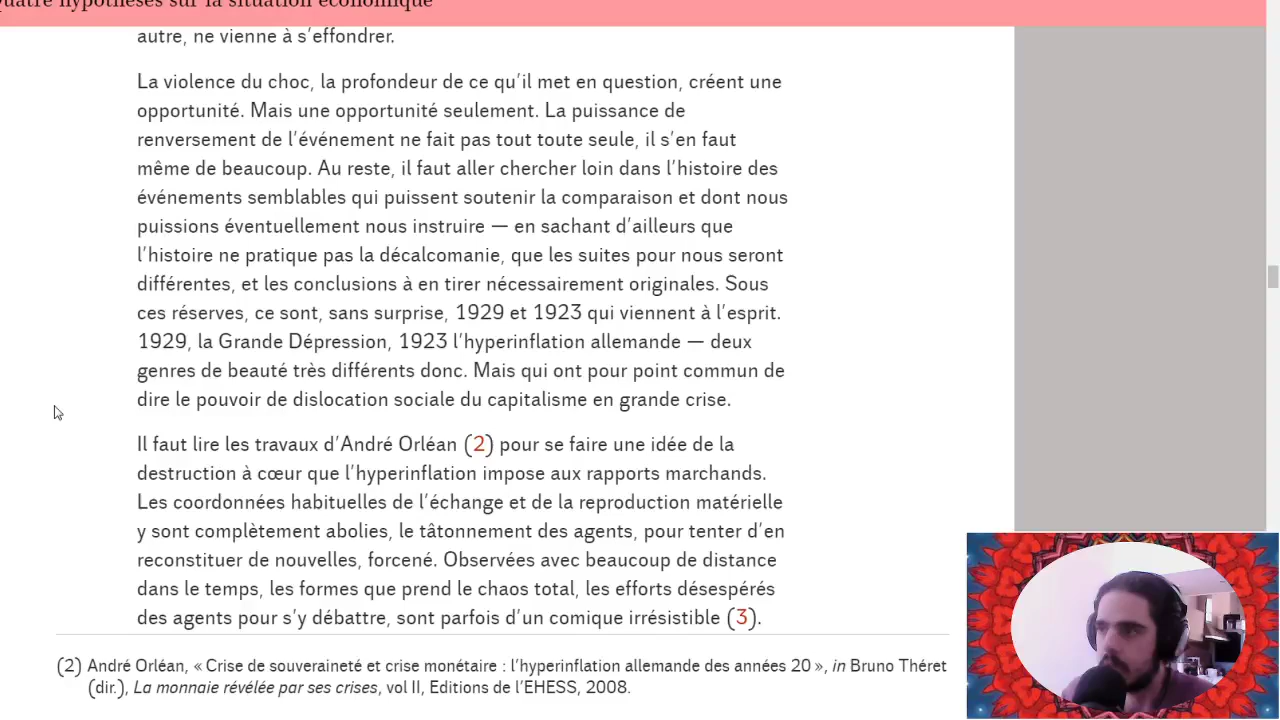 uatre hypothèses sur la situation économique
autre, ne vienne à s'effondrer.
La violence du choc, la profondeur de ce qu'il met en question, créent une
opportunité. Mais une opportunité seulement. La puissance de
renversement de l'événement ne fait pas tout toute seule, il s'en faut
même de beaucoup. Au reste, il faut aller chercher loin dans l'histoire des
événements semblables qui puissent soutenir la comparaison et dont nous
puissions éventuellement nous instruire — en sachant d'ailleurs que
l'histoire ne pratique pas la décalcomanie, que les suites pour nous seront
différentes, et les conclusions à en tirer nécessairement originales. Sous
ces réserves, ce sont, sans surprise, 1929 et 1923 qui viennent à l'esprit.
1929, la Grande Dépression, 1923 l'hyperinflation allemande — deux
genres de beauté très différents donc. Mais qui ont pour point commun de
dire le pouvoir de dislocation sociale du capitalisme en grande crise.
Il faut lire les travaux d'André Orléan (2) pour se faire une idée de la
destruction à cœur que l'hyperinflation impose aux rapports marchands.
Les coordonnées habituelles de l'échange et de la reproduction matérielle
y sont complètement abolies, le tâtonnement des agents, pour tenter d'en
reconstituer de nouvelles, forcené. Observées avec beaucoup de distance
dans le temps, les formes que prend le chaos total, les efforts désespérés
des agents pour s'y débattre, sont parfois d'un comique irrésistible (3).
(2) André Orléan, « Crise de souveraineté et crise monétaire : l'hyperinflation allemande des années 20 », in Bruno Théret
(dir.), La monnaie révélée par ses crises, vol II, Editions de l'EHESS, 2008.